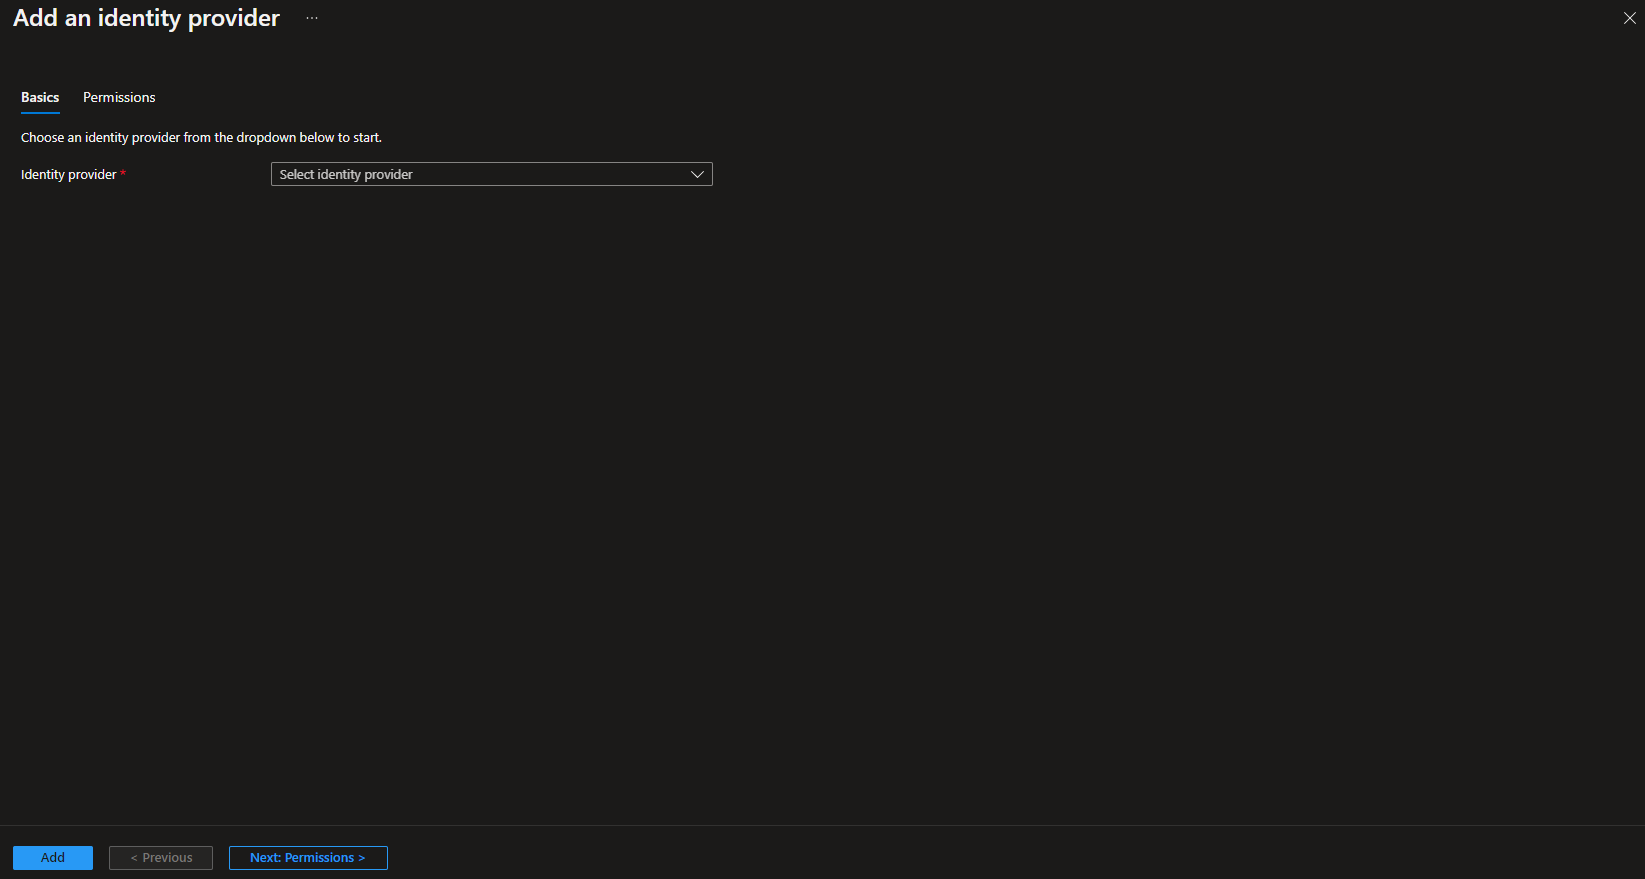 Add an identity provider ...
Basics Permissions
Choose an identity provider from the dropdown below to start.
Identity provider * Select identity provider
Add < Previous Next: Permissions >